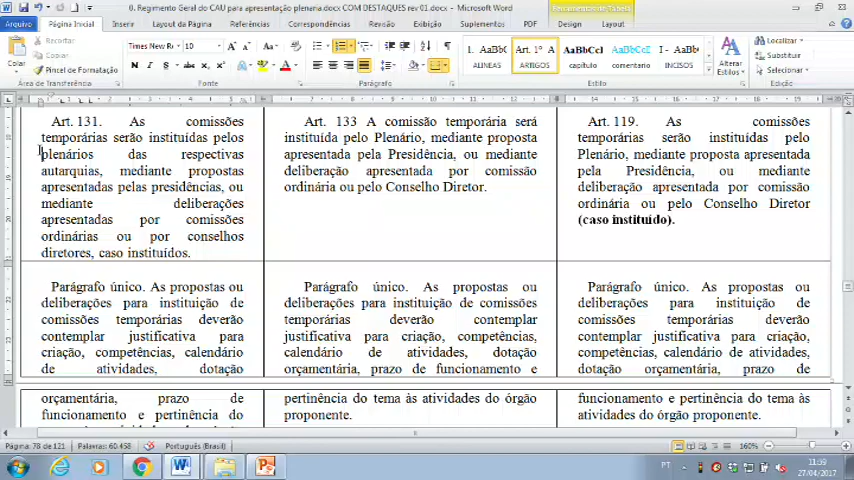 0. Regimento Geral do CAU para apresentação plenaria.docx COM DESTAQUES rev 01.docx - Microsoft Word
Arquivo Página Inicial Inserir Layout da Página Referências Correspondências Revisão Exibição Suplementos PDF Design Layout
Recortar
Copiar
Pincel de Formatação
Colar
Área de Transferência
Times New Ro 10
Fonte
Parágrafo
1. AaBbC Art. 1º A AaBbCcI AaBbCcD I - AaBbC
ALINEAS ARTIGOS capítulo comentario INCISOS
Alterar Estilos
Estilo
Localizar
Substituir
Selecionar
Edição
Art. 131. As comissões
temporárias serão instituídas pelos
plenários das respectivas
autarquias, mediante propostas
apresentadas pelas presidências, ou
mediante deliberações
apresentadas por comissões
ordinárias ou por conselhos
diretores, caso instituídos.
Art. 133 A comissão temporária será
instituída pelo Plenário, mediante proposta
apresentada pela Presidência, ou mediante
deliberação apresentada por comissão
ordinária ou pelo Conselho Diretor.
Art. 119. As comissões
temporárias serão instituídas pelo
Plenário, mediante proposta apresentada
pela Presidência, ou mediante
deliberação apresentada por comissão
ordinária ou pelo Conselho Diretor
(caso instituído).
Parágrafo único. As propostas ou
deliberações para instituição de
comissões temporárias deverão
contemplar justificativa para
criação, competências, calendário
de atividades, dotação
orçamentária, prazo de
funcionamento e pertinência do
Parágrafo único. As propostas ou
deliberações para instituição de comissões
temporárias deverão contemplar
justificativa para criação, competências,
calendário de atividades, dotação
orçamentária, prazo de funcionamento e
pertinência do tema às atividades do órgão
proponente.
Parágrafo único. As propostas ou
deliberações para instituição de
comissões temporárias deverão
contemplar justificativa para criação,
competências, calendário de atividades,
dotação orçamentária, prazo de
funcionamento e pertinência do tema às
atividades do órgão proponente.
Página: 78 de 121 Palavras: 60.458 Português (Brasil) 160%
PT 11:09
27/04/2017